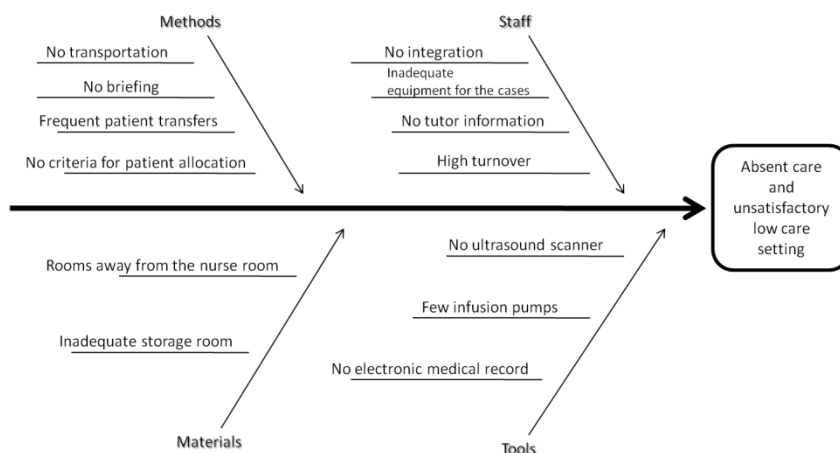 Methods
No transportation
No briefing
Frequent patient transfers
No criteria for patient allocation
Staff
No integration
Inadequate
equipment for the cases
No tutor information
High turnover
Absent care
and
unsatisfactory
low care
setting
Rooms away from the nurse room
Inadequate storage room
Materials
No ultrasound scanner
Few infusion pumps
No electronic medical record
Tools